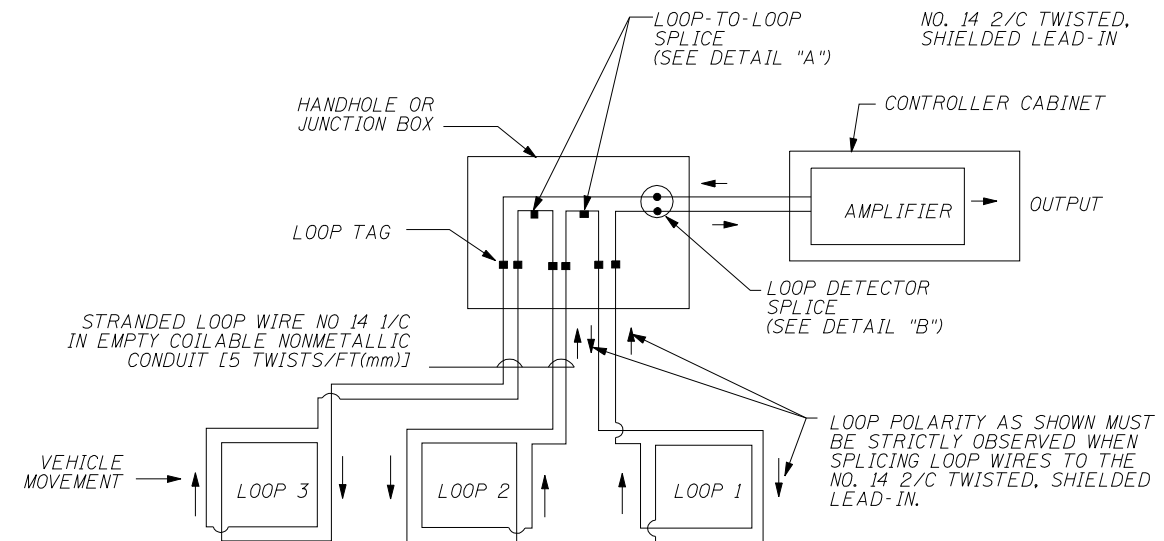 LOOP-TO-LOOP
SPLICE
(SEE DETAIL "A")
NO. 14 2/C TWISTED,
SHIELDED LEAD-IN
HANDHOLE OR
JUNCTION BOX
CONTROLLER CABINET
AMPLIFIER
OUTPUT
LOOP TAG
LOOP DETECTOR
SPLICE
(SEE DETAIL "B")
STRANDED LOOP WIRE NO 14 1/C
IN EMPTY COILABLE NONMETALLIC
CONDUIT [5 TWISTS/FT(mm)]
LOOP POLARITY AS SHOWN MUST
BE STRICTLY OBSERVED WHEN
SPLICING LOOP WIRES TO THE
NO. 14 2/C TWISTED, SHIELDED
LEAD-IN.
VEHICLE
MOVEMENT
LOOP 3
LOOP 2
LOOP 1